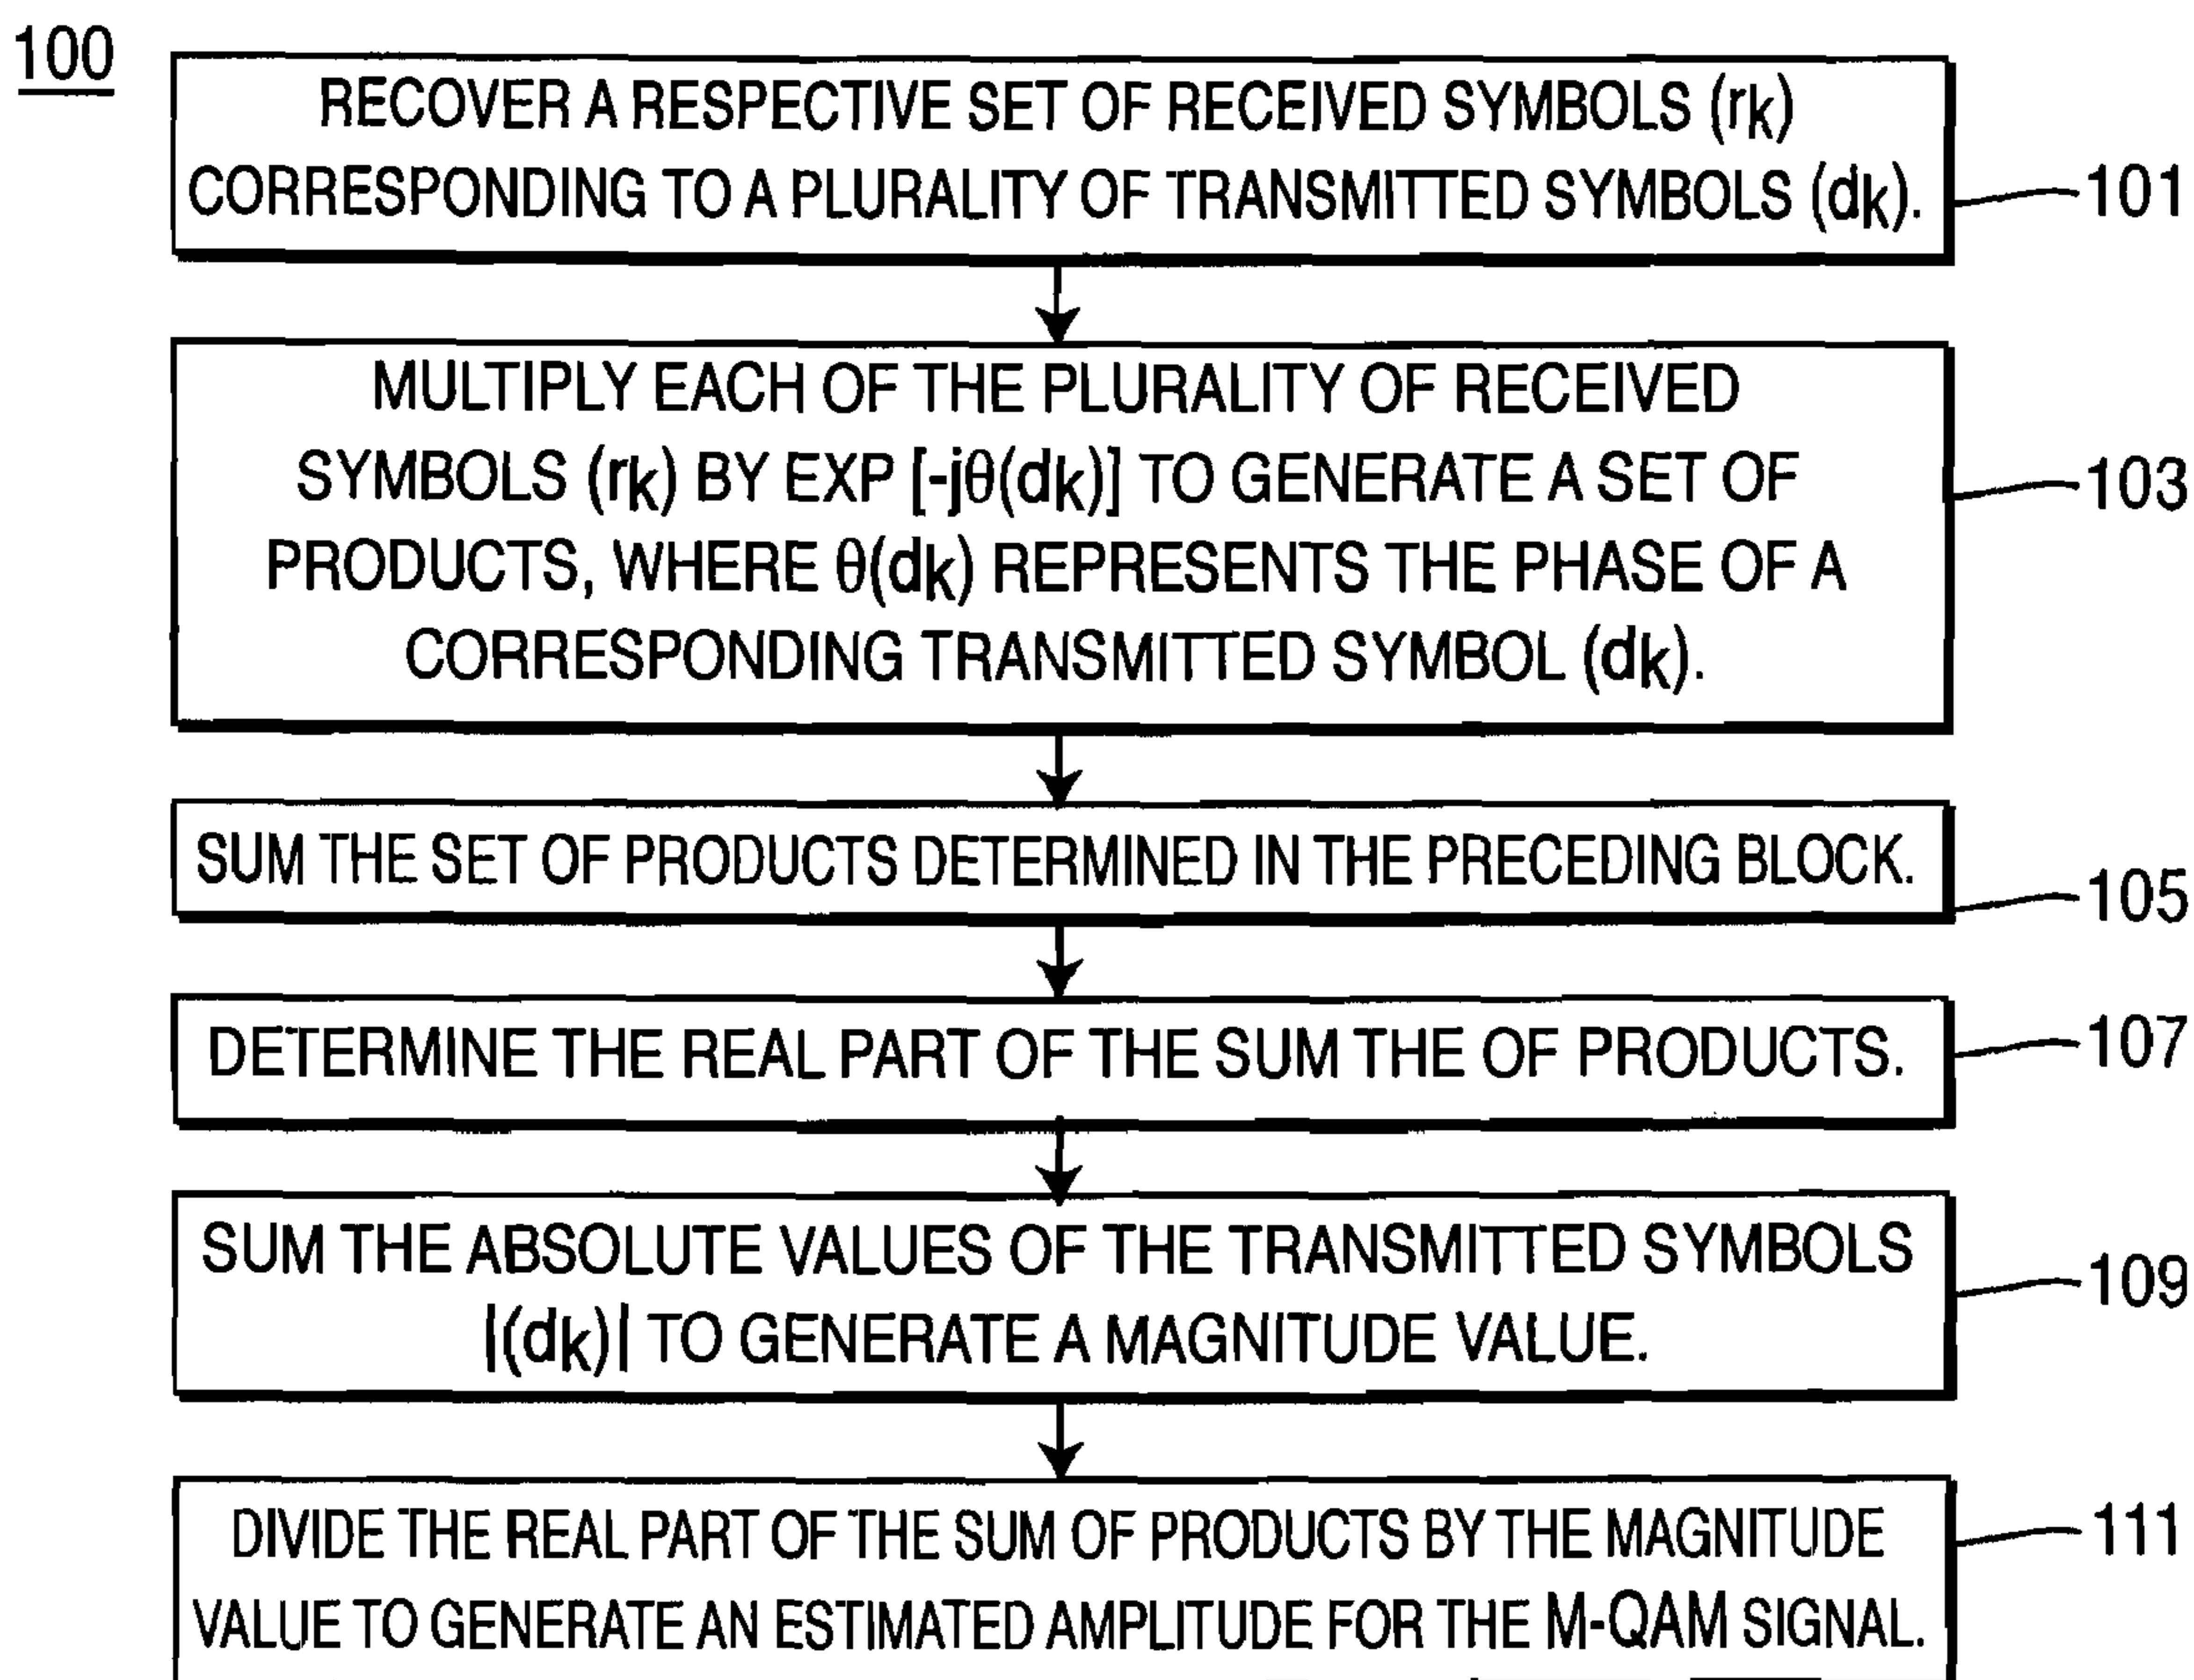 100
RECOVER A RESPECTIVE SET OF RECEIVED SYMBOLS (rk)
CORRESPONDING TO A PLURALITY OF TRANSMITTED SYMBOLS (dk).
101
MULTIPLY EACH OF THE PLURALITY OF RECEIVED
SYMBOLS (rk) BY EXP [-jθ(dk)] TO GENERATE A SET OF
PRODUCTS, WHERE θ(dk) REPRESENTS THE PHASE OF A
CORRESPONDING TRANSMITTED SYMBOL (dk).
103
SUM THE SET OF PRODUCTS DETERMINED IN THE PRECEDING BLOCK.
105
DETERMINE THE REAL PART OF THE SUM THE OF PRODUCTS.
107
SUM THE ABSOLUTE VALUES OF THE TRANSMITTED SYMBOLS
|(dk)| TO GENERATE A MAGNITUDE VALUE.
109
DIVIDE THE REAL PART OF THE SUM OF PRODUCTS BY THE MAGNITUDE
VALUE TO GENERATE AN ESTIMATED AMPLITUDE FOR THE M-QAM SIGNAL.
111